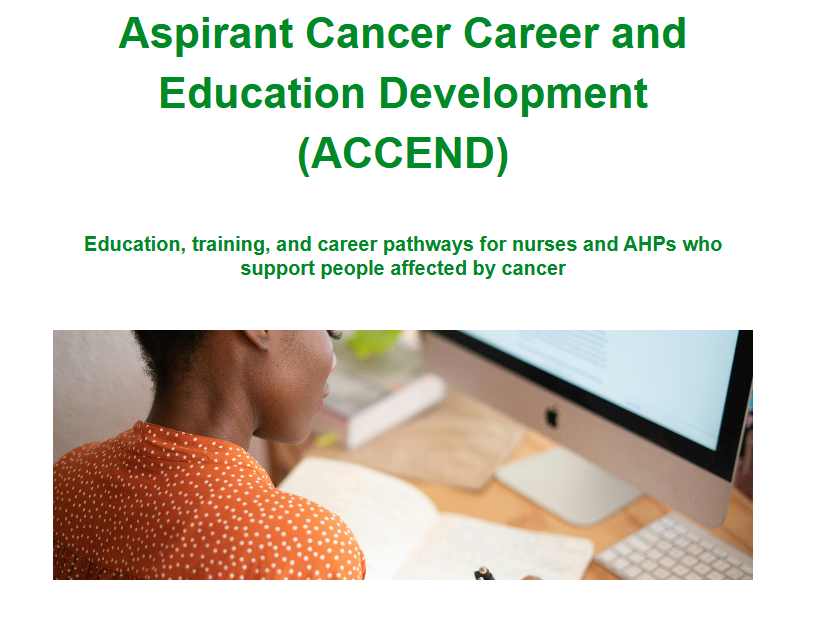 Aspirant Cancer Career and
Education Development
(ACCEND)
Education, training, and career pathways for nurses and AHPs who
support people affected by cancer